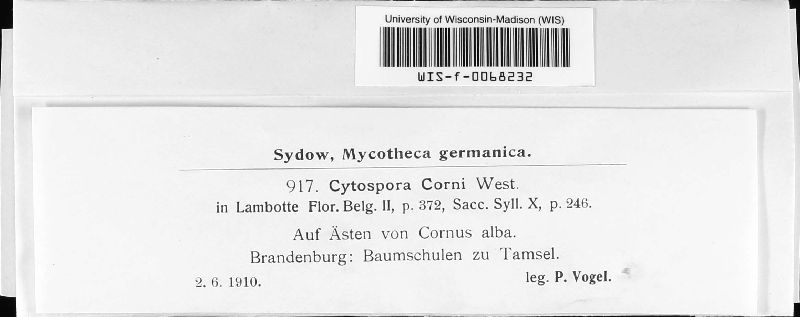 University of Wisconsin-Madison (WIS)
WIS-f-0068232
Sydow, Mycotheca germanica.
917. Cytospora Corni West.
in Lambotte Flor. Belg. II, p. 372, Sacc. Syll. X, p. 246.
Auf Ästen von Cornus alba.
Brandenburg: Baumschulen zu Tamsel.
2. 6. 1910. leg. P. Vogel.